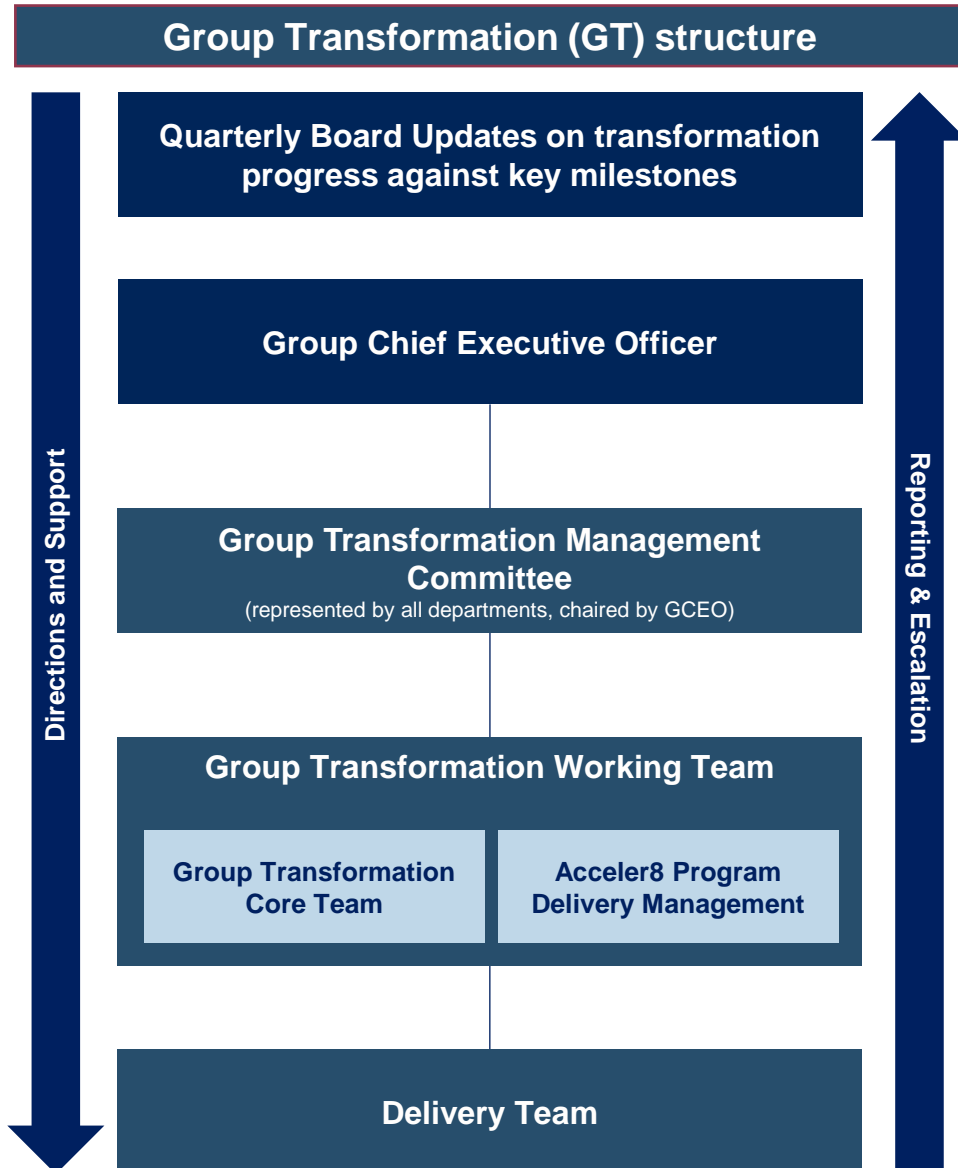 Group Transformation (GT) structure
Quarterly Board Updates on transformation
progress against key milestones
Group Chief Executive Officer
Directions and Support
Reporting & Escalation
Group Transformation Management
Committee
(represented by all departments, chaired by GCEO)
Group Transformation Working Team
Group Transformation
Core Team
Acceler8 Program
Delivery Management
Delivery Team